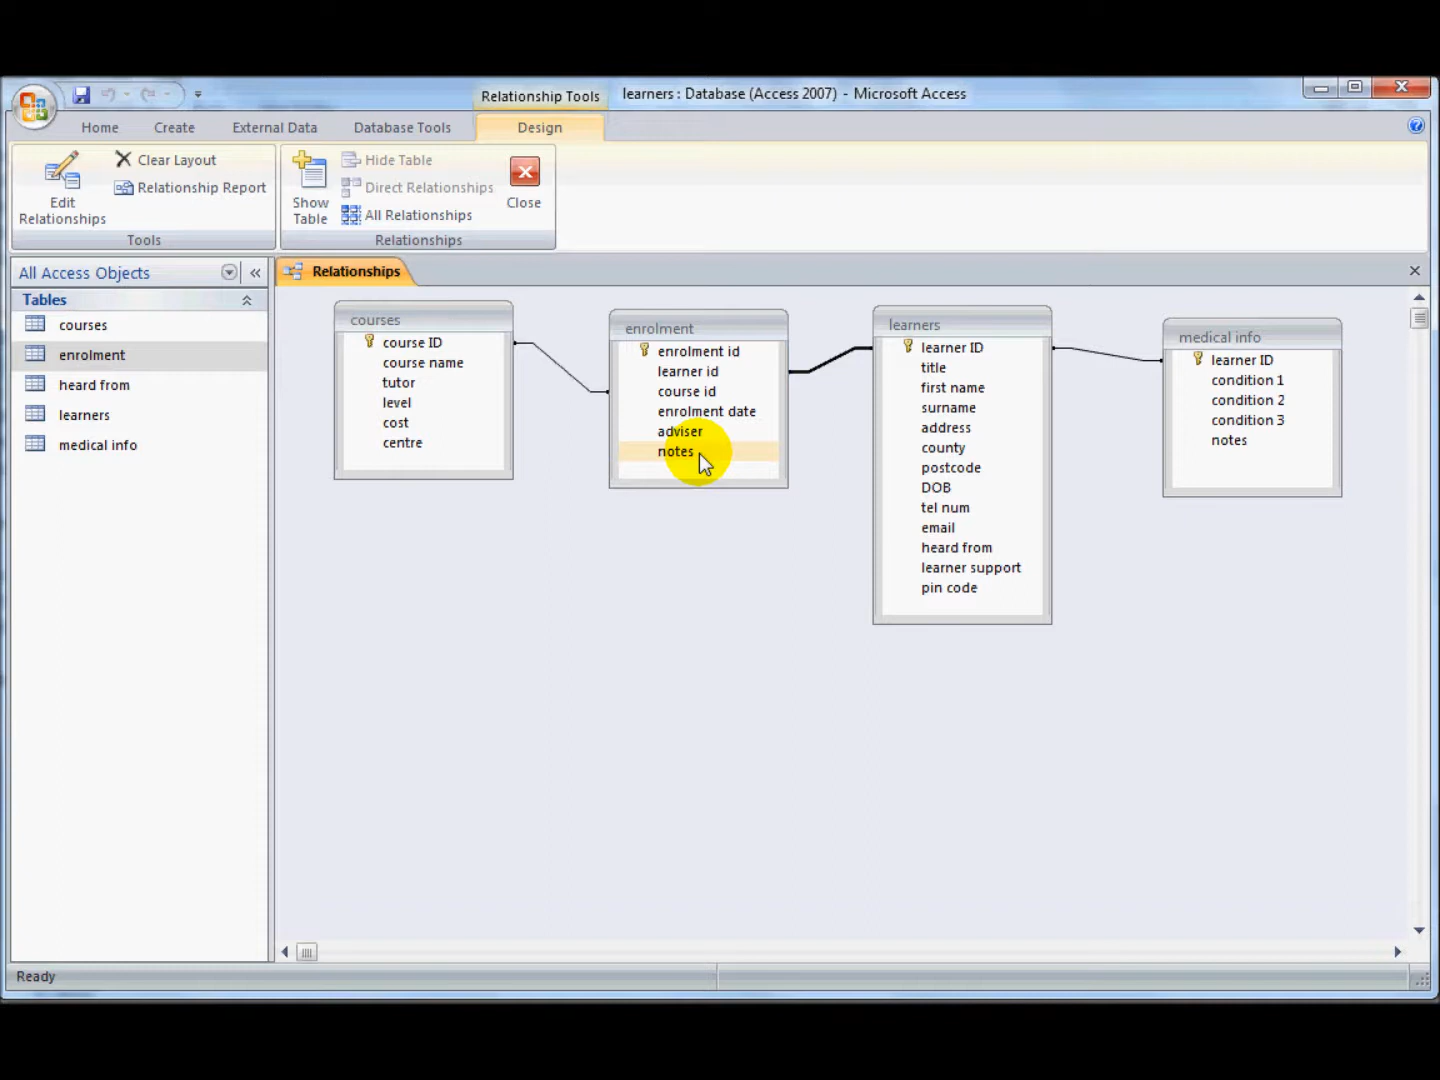 Relationship Tools
learners : Database (Access 2007) - Microsoft Access
Home
Create
External Data
Database Tools
Design
Edit
Relationships
Clear Layout
Relationship Report
Tools
Show
Table
Hide Table
Direct Relationships
All Relationships
Close
Relationships
All Access Objects
Tables
courses
enrolment
heard from
learners
medical info
Relationships
courses
course ID
course name
tutor
level
cost
centre
enrolment
enrolment id
learner id
course id
enrolment date
adviser
notes
learners
learner ID
title
first name
surname
address
county
postcode
DOB
tel num
email
heard from
learner support
pin code
medical info
learner ID
condition 1
condition 2
condition 3
notes
Ready